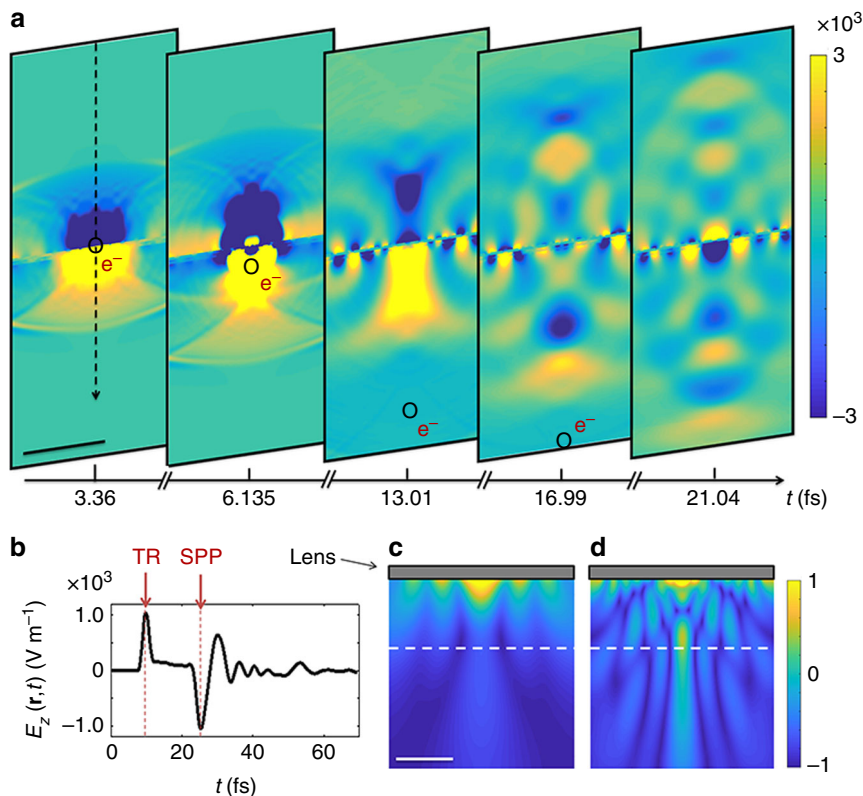 a
×10³
3
−3
e⁻
e⁻
e⁻
e⁻
3.36 6.135 13.01 16.99 21.04 t (fs)
b TR SPP Lens c d
×10³
E_z (r,t) (V m⁻¹)
1.0
0
−1.0
0 20 40 60
t (fs)
1
0
−1